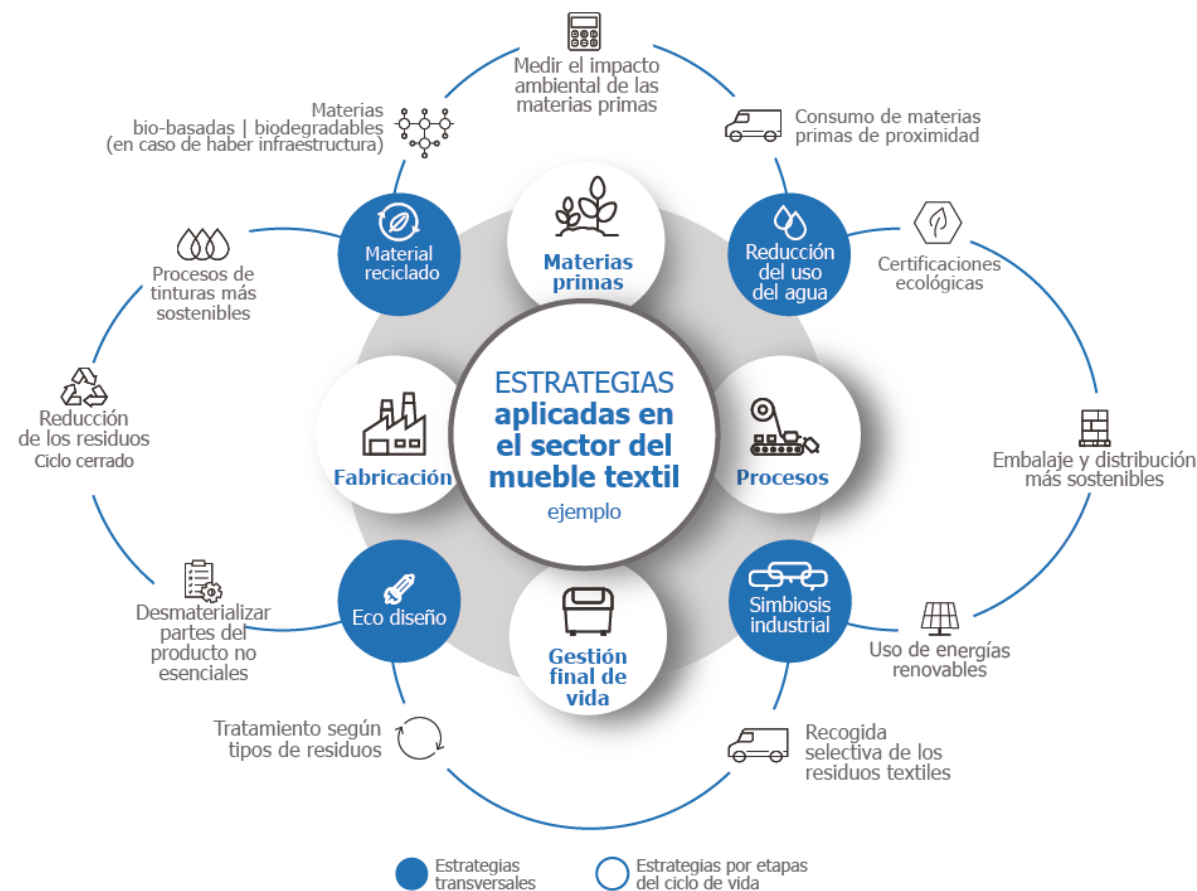 Medir el impacto
ambiental de las
materias primas
Materias
bio-basadas | biodegradables
(en caso de haber infraestructura)
Consumo de materias
primas de proximidad
Material
reciclado
Materias
primas
Reducción
del uso
del agua
Certificaciones
ecológicas
Procesos de
tinturas más
sostenibles
Reducción
de los residuos
Ciclo cerrado
Fabricación
ESTRATEGIAS
aplicadas en
el sector del
mueble textil
ejemplo
Procesos
Embalaje y distribución
más sostenibles
Desmaterializar
partes del
producto no
esenciales
Eco diseño
Gestión
final de
vida
Simbiosis
industrial
Uso de energías
renovables
Tratamiento según
tipos de residuos
Recogida
selectiva de los
residuos textiles
Estrategias
transversales
Estrategias por etapas
del ciclo de vida